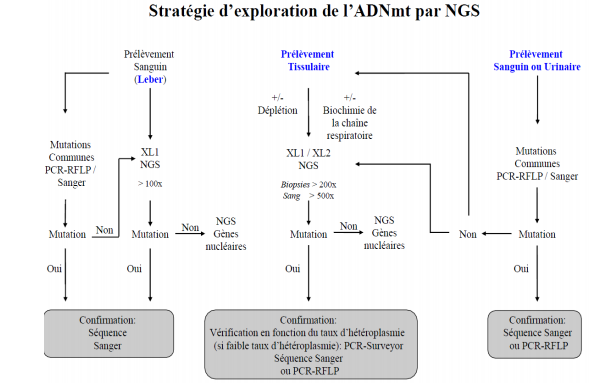 Stratégie d'exploration de l'ADNmt par NGS
Prélèvement
Sanguin
(Leber)
Mutations
Communes
PCR-RFLP /
Sanger
XL1
NGS
> 100x
Mutation
Non
Mutation
Non
NGS
Gènes
nucléaires
Oui
Oui
Confirmation:
Séquence
Sanger
Prélèvement
Tissulaire
+/-
Déplétion
+/-
Biochimie de
la chaîne
respiratoire
XL1 / XL2
NGS
Biopsies > 200x
Sang > 500x
Mutation
Non
NGS
Gènes
nucléaires
Oui
Confirmation:
Vérification en fonction du taux d'hétéroplasmie
(si faible taux d'hétéroplasmie): PCR-Surveyor
Séquence Sanger
ou PCR-RFLP
Prélèvement
Sanguin ou Urinaire
Mutations
Communes
PCR-RFLP / Sanger
Non
Mutation
Oui
Confirmation:
Séquence Sanger
ou PCR-RFLP